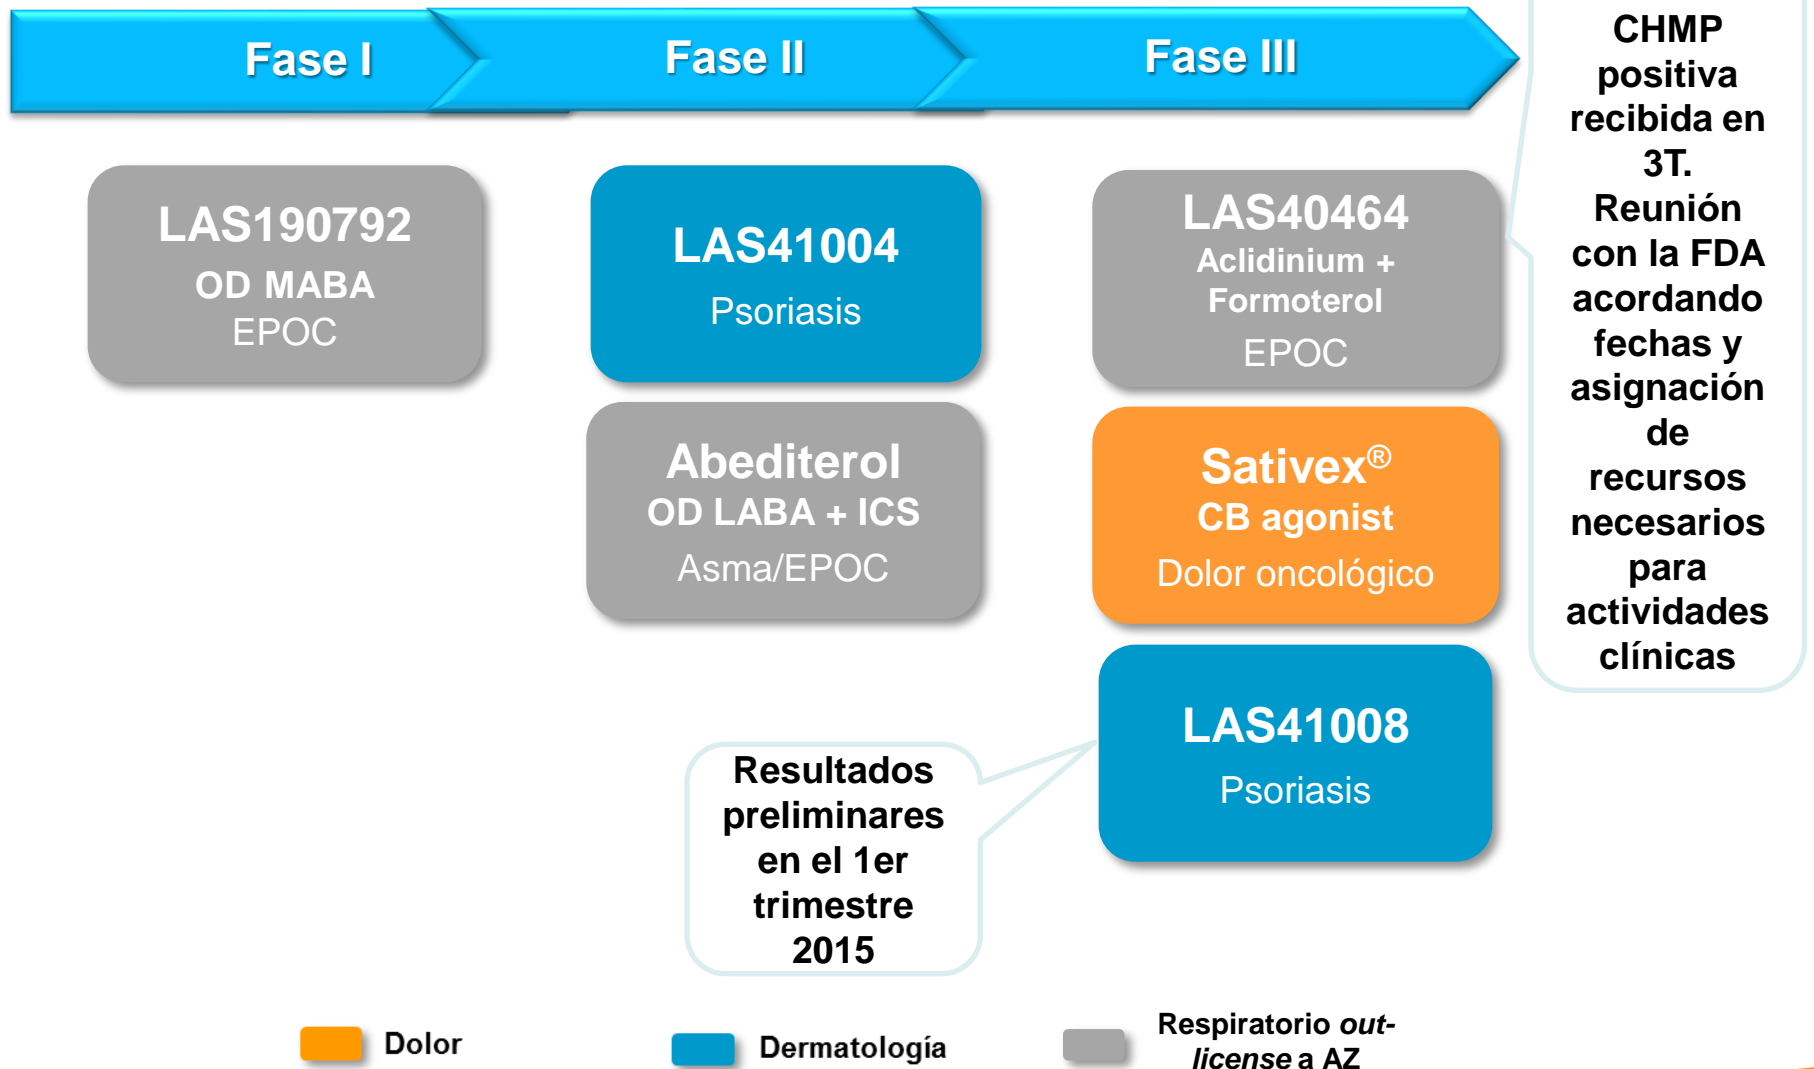 Fase I
Fase II
Fase III
LAS190792
OD MABA
EPOC
LAS41004
Psoriasis
Abediterol
OD LABA + ICS
Asma/EPOC
LAS40464
Aclidinium +
Formoterol
EPOC
Sativex®
CB agonist
Dolor oncológico
LAS41008
Psoriasis
CHMP
positiva
recibida en
3T.
Reunión
con la FDA
acordando
fechas y
asignación
de
recursos
necesarios
para
actividades
clínicas
Resultados
preliminares
en el 1er
trimestre
2015
Dolor
Dermatología
Respiratorio out-
license a AZ